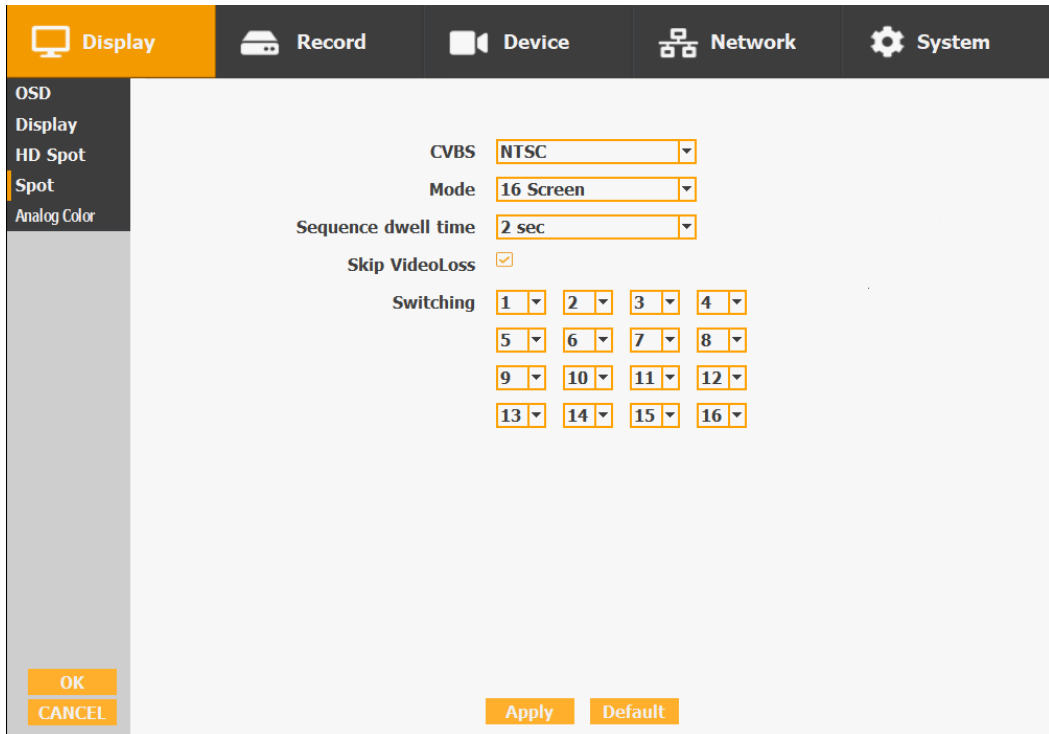 Display Record Device Network System
OSD
Display
HD Spot
Spot
Analog Color
CVBS NTSC
Mode 16 Screen
Sequence dwell time 2 sec
Skip VideoLoss
Switching 1 2 3 4
5 6 7 8
9 10 11 12
13 14 15 16
OK
CANCEL
Apply Default